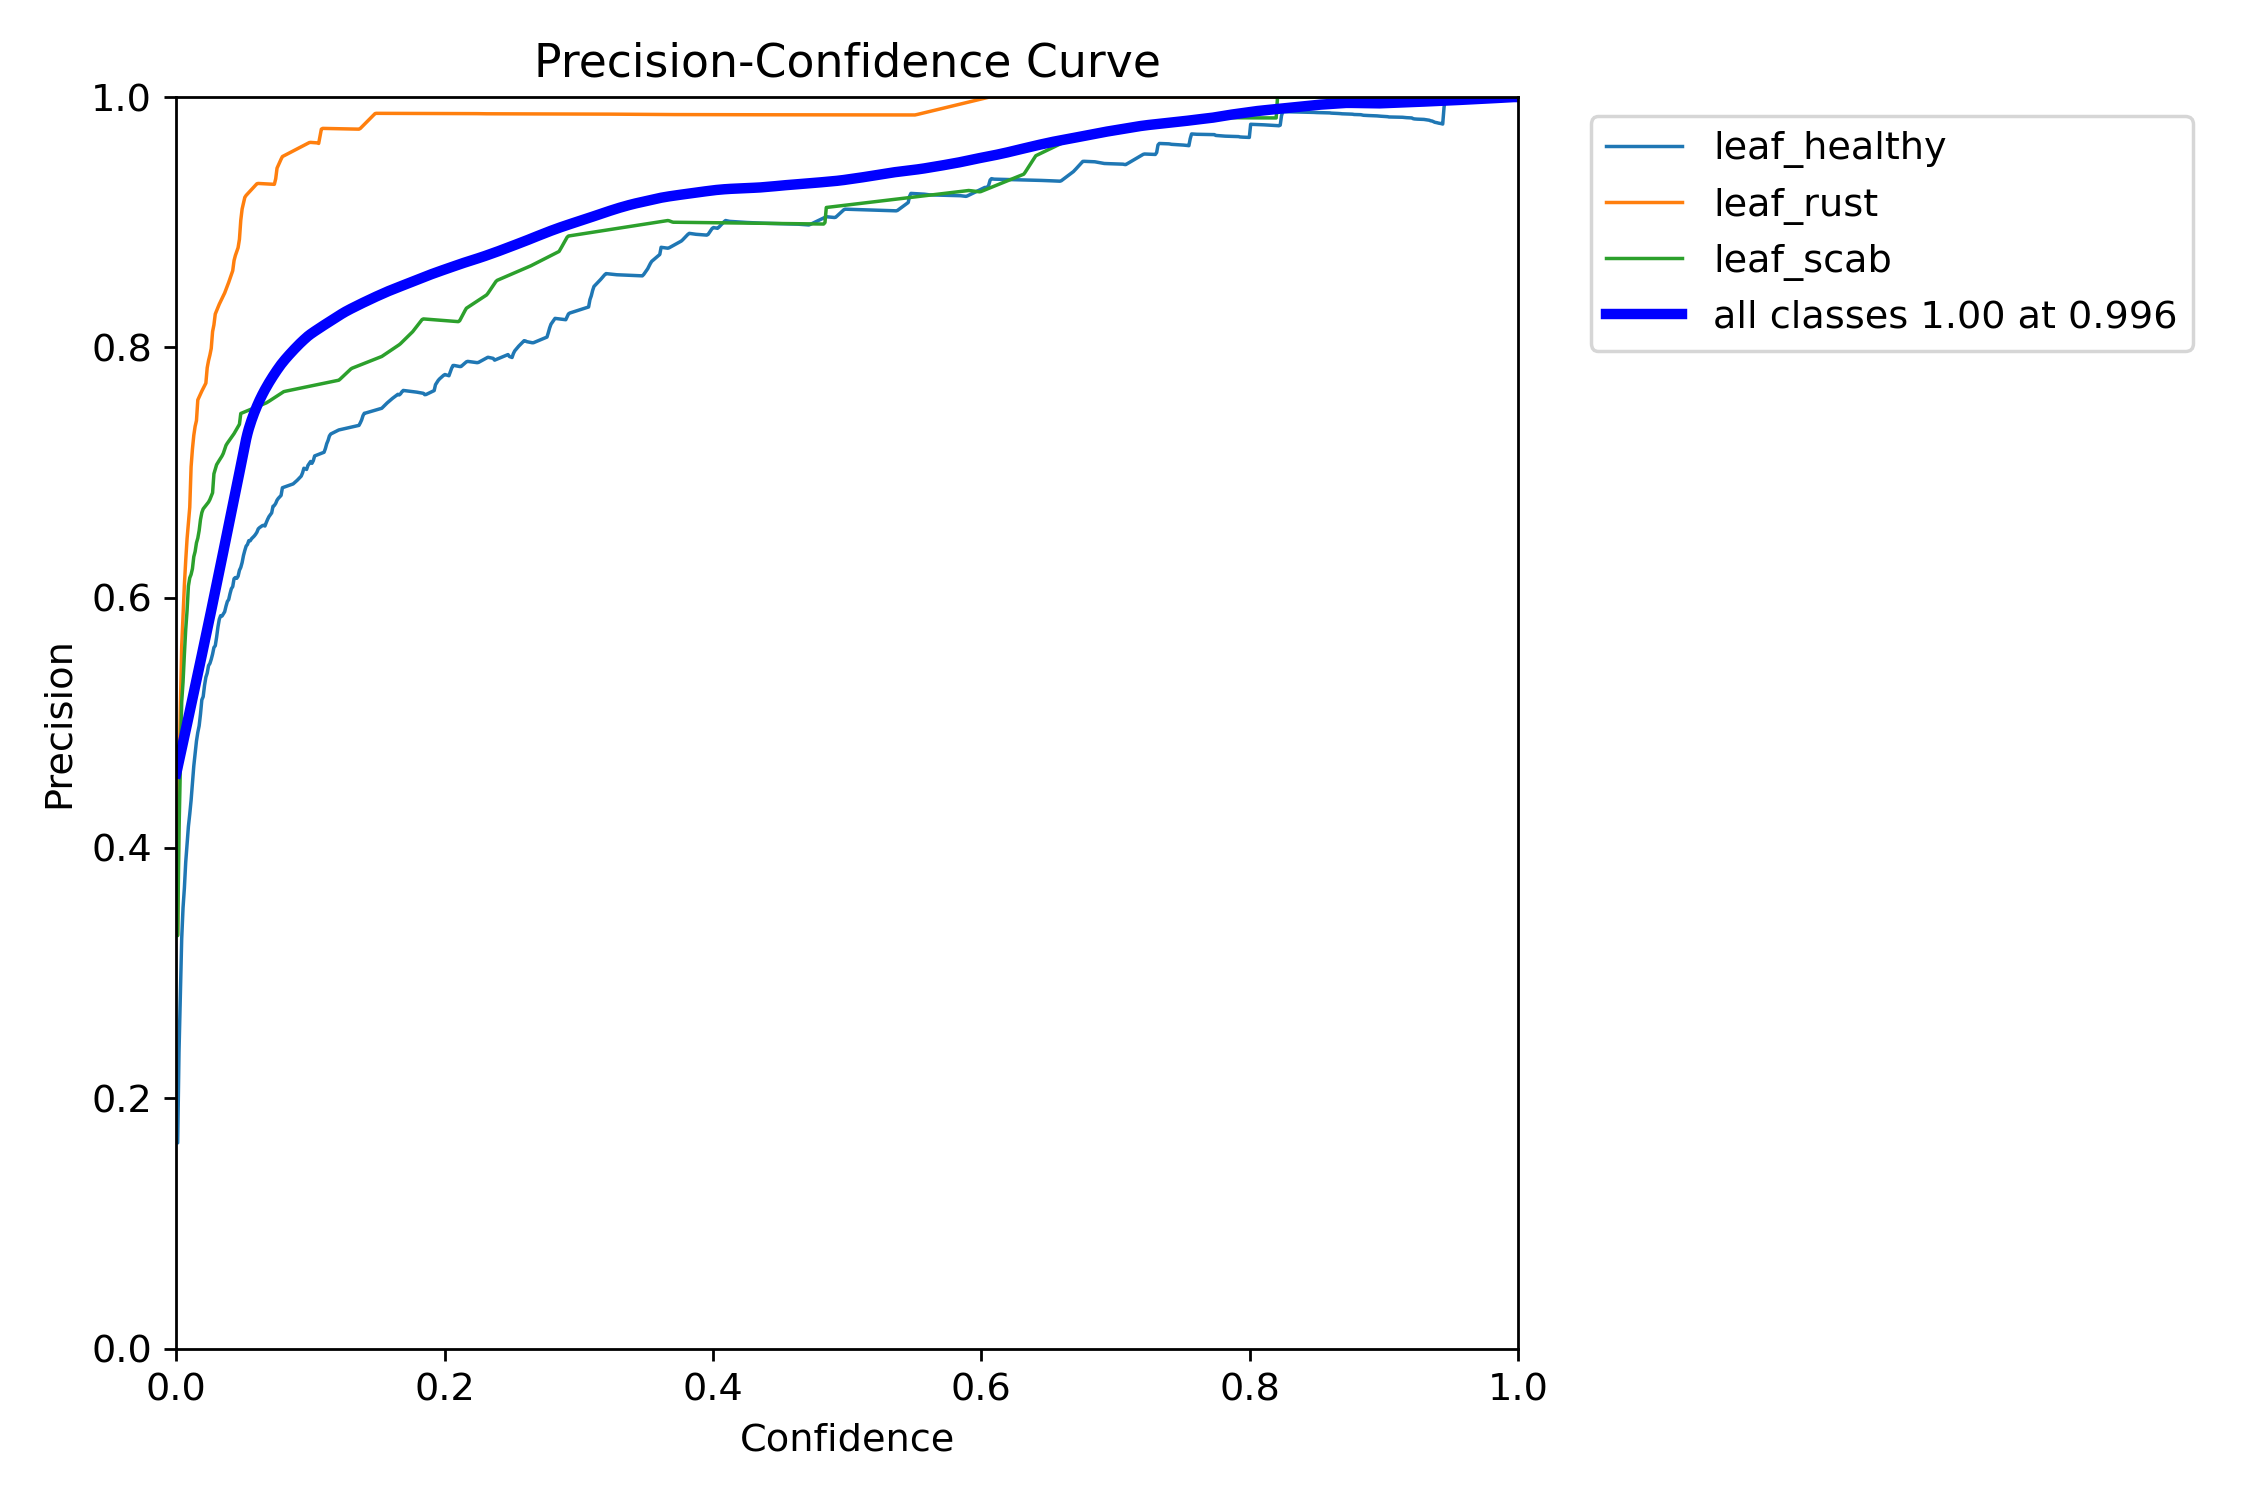 Precision-Confidence Curve
1.0
0.8
0.6
0.4
0.2
0.0
Precision
0.0 0.2 0.4 0.6 0.8 1.0
Confidence
leaf_healthy
leaf_rust
leaf_scab
all classes 1.00 at 0.996